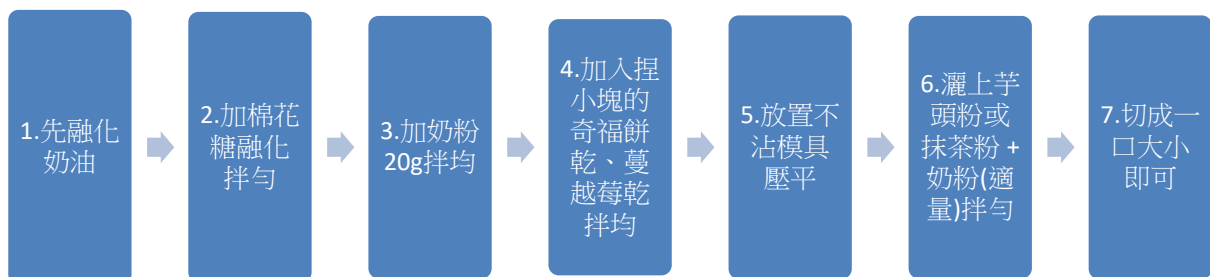 1.先融化
奶油
2.加棉花
糖融化
拌勻
3.加奶粉
20g拌均
4.加入捏
小塊的
奇福餅
乾、蔓
越莓乾
拌均
5.放置不
沾模具
壓平
6.灑上芋
頭粉或
抹茶粉 +
奶粉(適
量)拌勻
7.切成一
口大小
即可